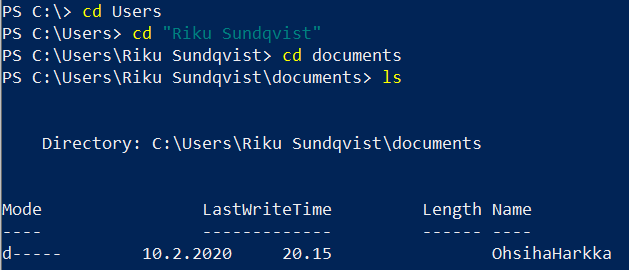 PS C:\> cd Users
PS C:\Users> cd "Riku Sundqvist"
PS C:\Users\Riku Sundqvist> cd documents
PS C:\Users\Riku Sundqvist\documents> ls
Directory: C:\Users\Riku Sundqvist\documents
Mode LastWriteTime Length Name
---- ------------- ------ ----
d----- 10.2.2020 20.15 OhsihaHarkka